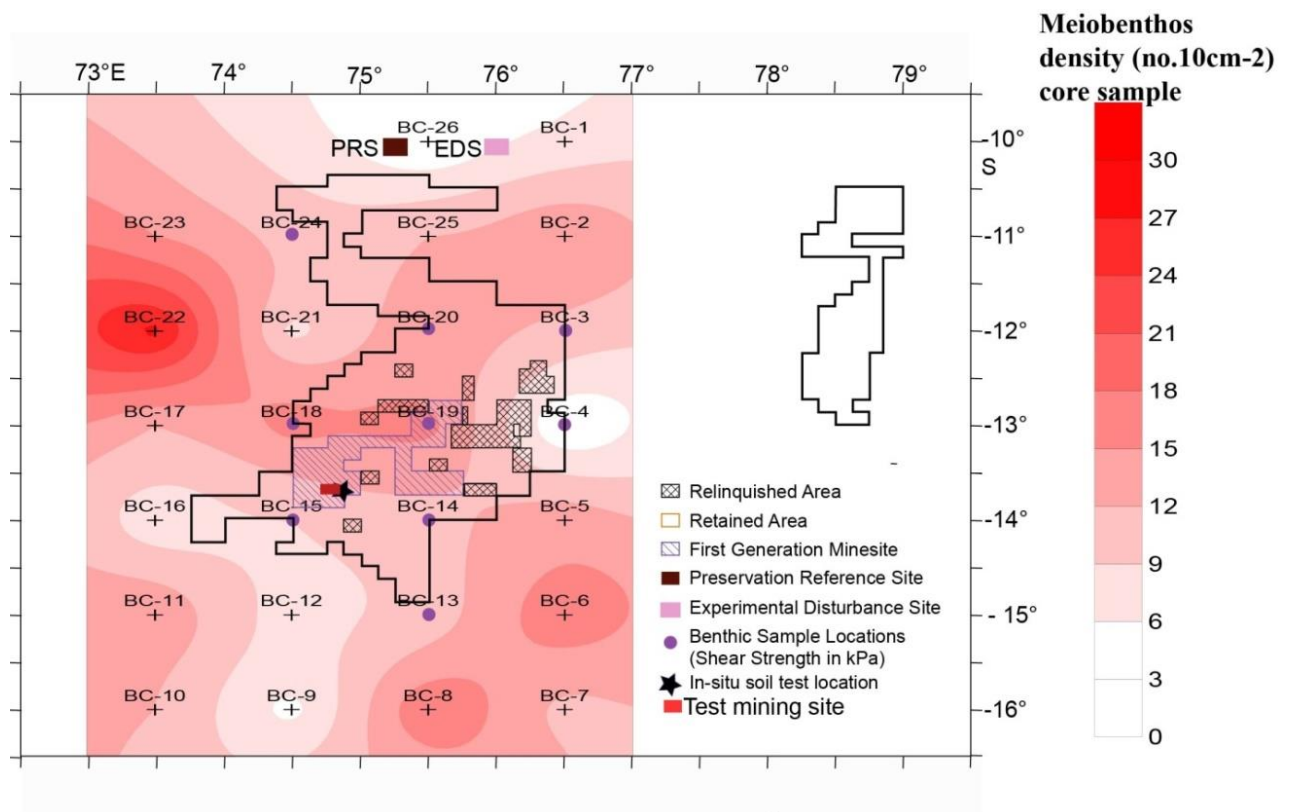 Meiobenthos
density (no.10cm-2)
core sample
73°E 74° 75° 76° 77° 78° 79°
BC-26 BC-1
PRS EDS
-10°
S
BC-23 BC-24 BC-25 BC-2
-11°
BC-22 BC-21 BC-20 BC-3
-12°
BC-17 BC-18 BC-19 BC-4
-13°
BC-16 BC-15 BC-14 BC-5
-14°
BC-11 BC-12 BC-13 BC-6
-15°
BC-10 BC-9 BC-8 BC-7
-16°
Relinquished Area
Retained Area
First Generation Minesite
Preservation Reference Site
Experimental Disturbance Site
Benthic Sample Locations
(Shear Strength in kPa)
In-situ soil test location
Test mining site
30
27
24
21
18
15
12
9
6
3
0